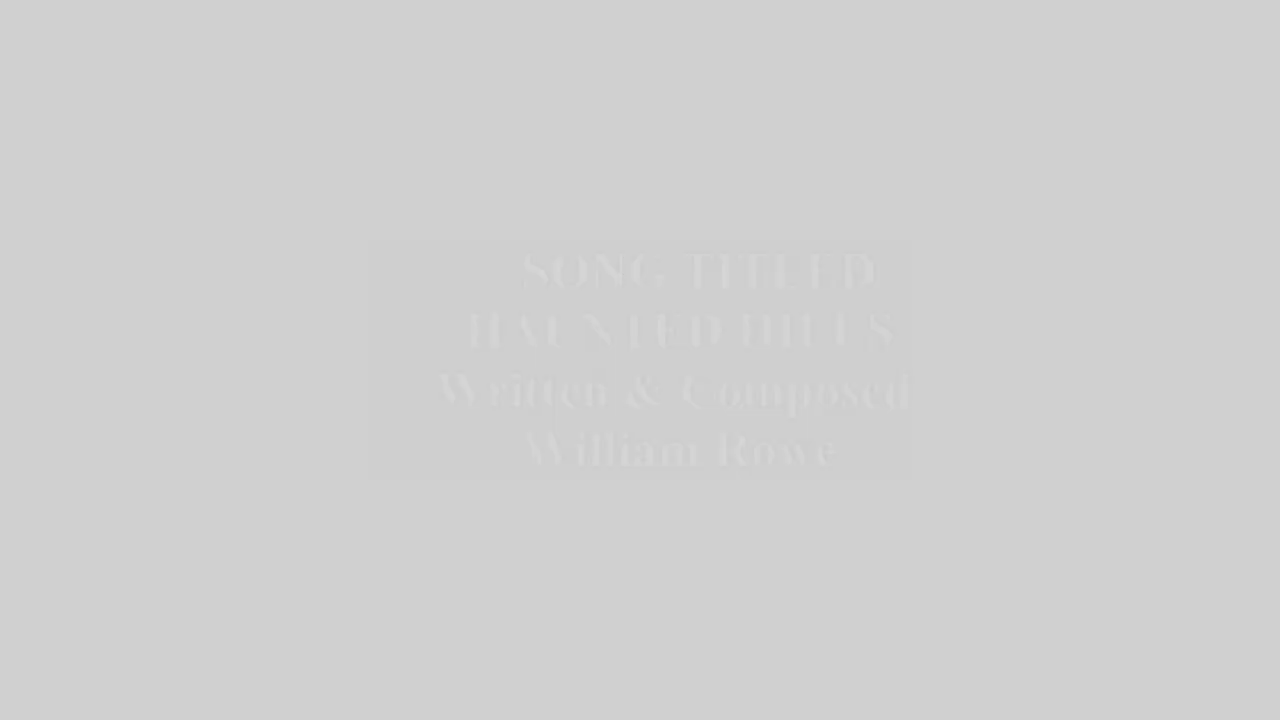 SONG TITLED
HAUNTED HILLS
Written & Composed
William Rowe